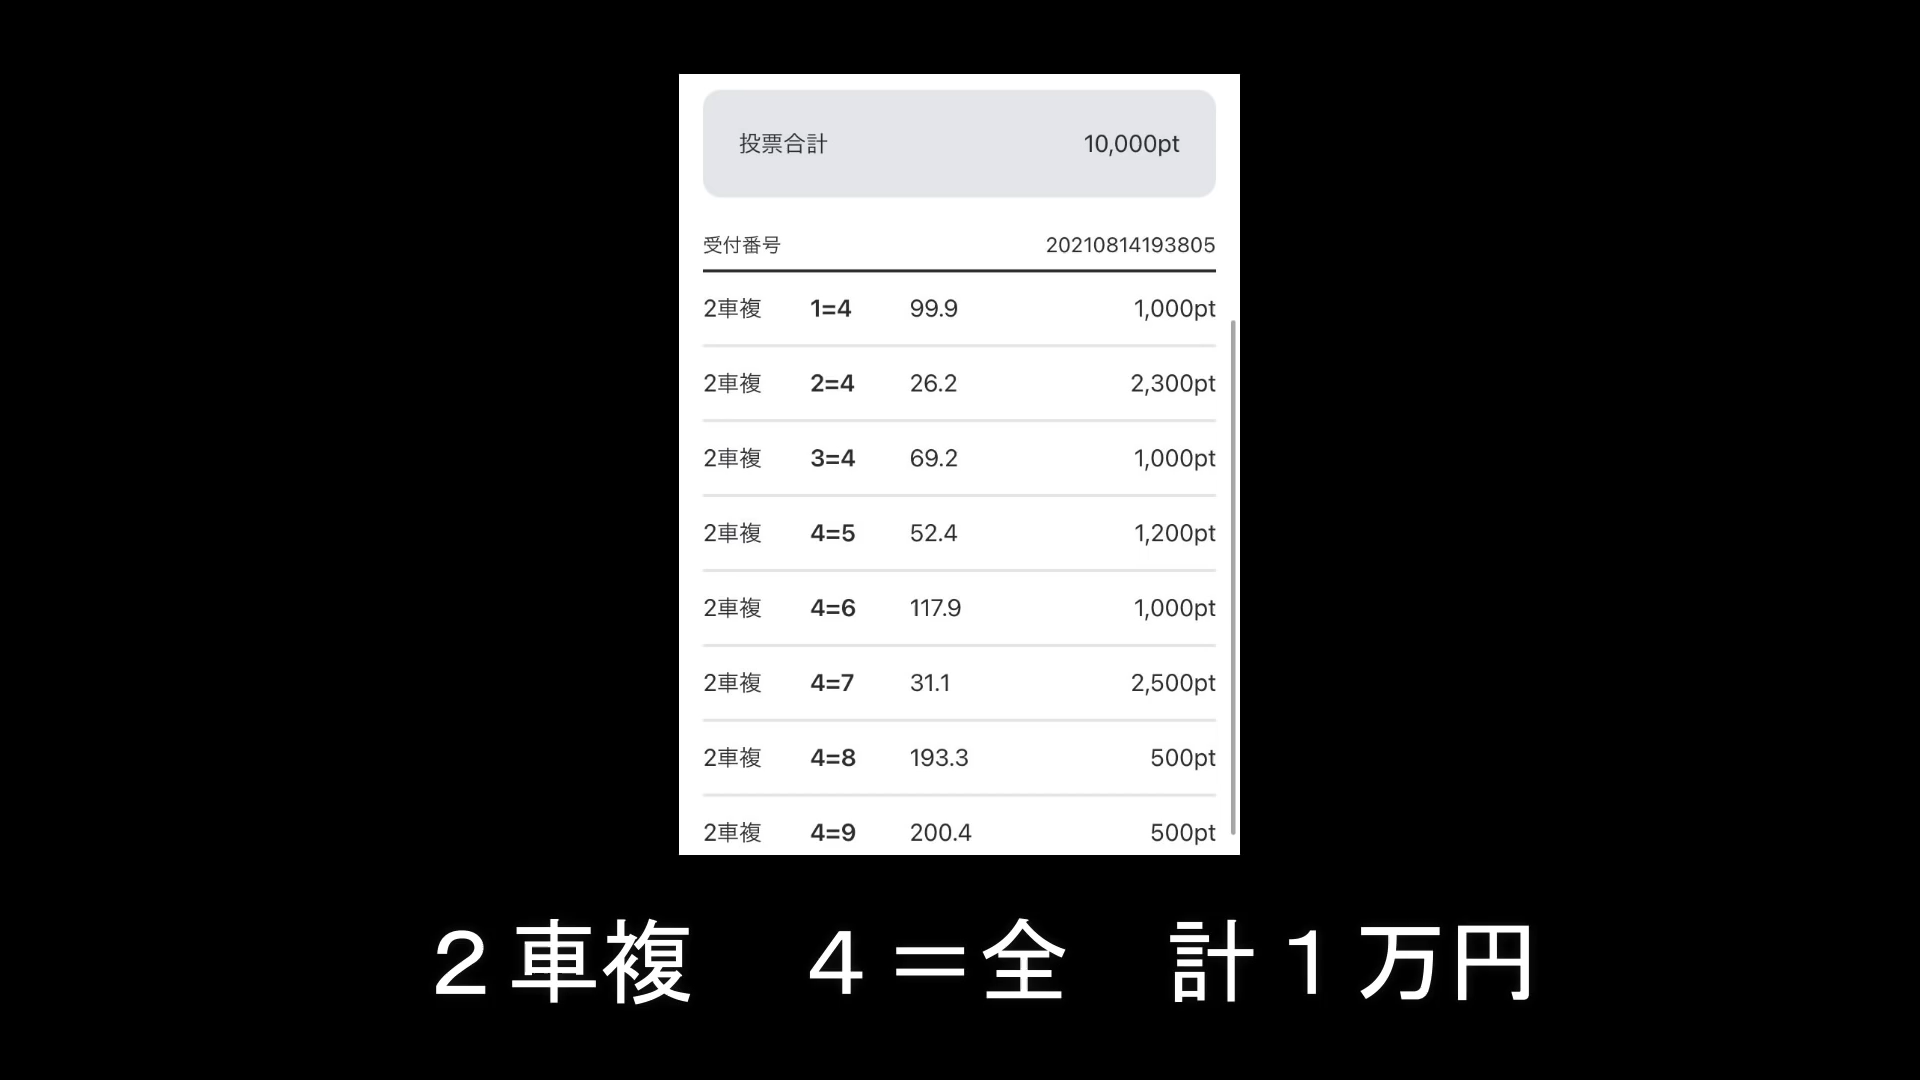 投票合計 10,000pt
受付番号 20210814193805
2車複 1=4 99.9 1,000pt
2車複 2=4 26.2 2,300pt
2車複 3=4 69.2 1,000pt
2車複 4=5 52.4 1,200pt
2車複 4=6 117.9 1,000pt
2車複 4=7 31.1 2,500pt
2車複 4=8 193.3 500pt
2車複 4=9 200.4 500pt
２車複　４＝全　計１万円